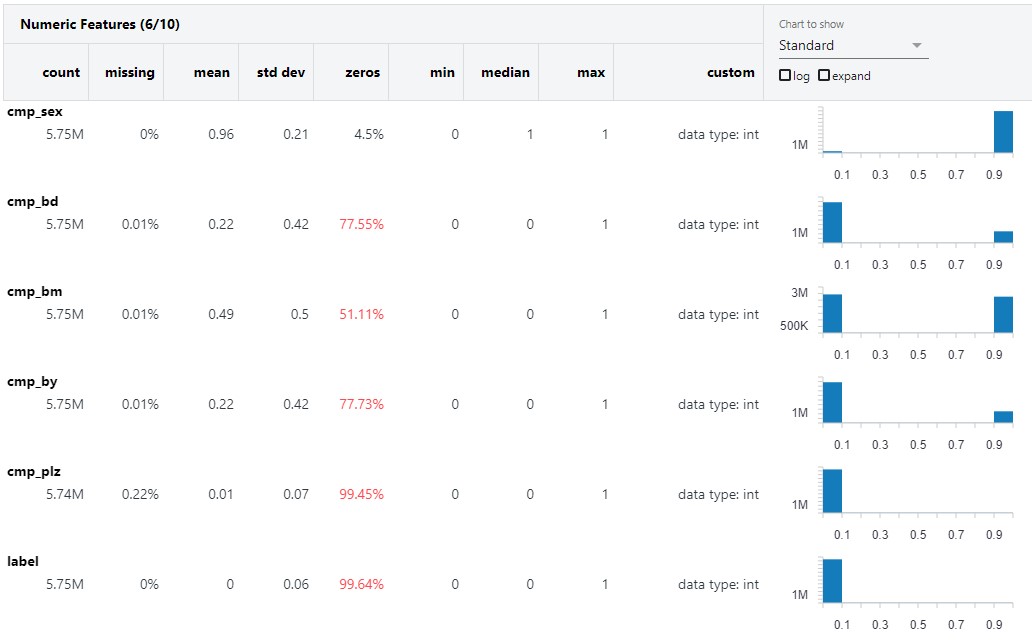 Numeric Features (6/10)
Chart to show
Standard
log expand
count missing mean std dev zeros min median max custom
cmp_sex
5.75M 0% 0.96 0.21 4.5% 0 1 1 data type: int
1M
0.1 0.3 0.5 0.7 0.9
cmp_bd
5.75M 0.01% 0.22 0.42 77.55% 0 0 1 data type: int
1M
0.1 0.3 0.5 0.7 0.9
cmp_bm
5.75M 0.01% 0.49 0.5 51.11% 0 0 1 data type: int
3M
500K
0.1 0.3 0.5 0.7 0.9
cmp_by
5.75M 0.01% 0.22 0.42 77.73% 0 0 1 data type: int
1M
0.1 0.3 0.5 0.7 0.9
cmp_plz
5.74M 0.22% 0.01 0.07 99.45% 0 0 1 data type: int
1M
0.1 0.3 0.5 0.7 0.9
label
5.75M 0% 0 0.06 99.64% 0 0 1 data type: int
1M
0.1 0.3 0.5 0.7 0.9